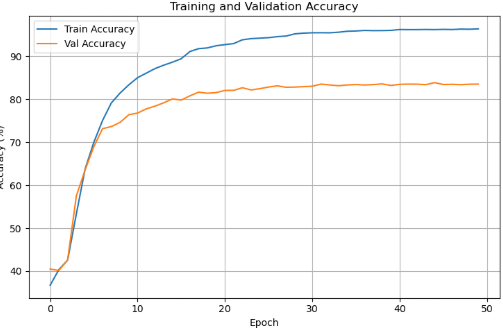 Training and Validation Accuracy
Train Accuracy
Val Accuracy
Accuracy (%)
90
80
70
60
50
40
0 10 20 30 40 50
Epoch